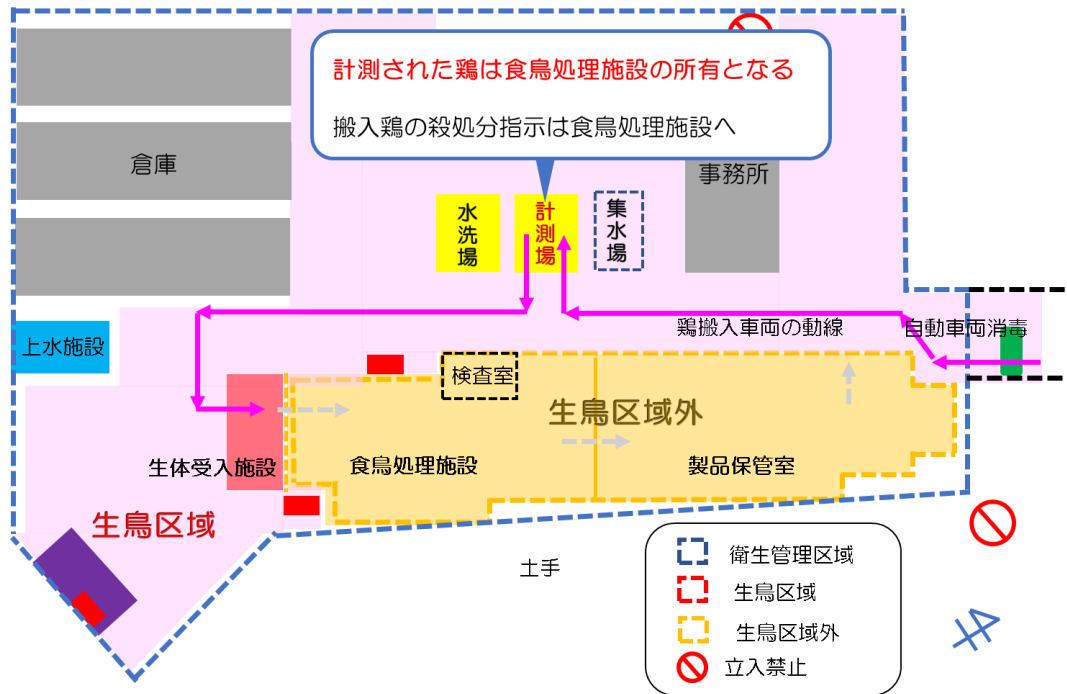 計測された鶏は食鳥処理施設の所有となる
搬入鶏の殺処分指示は食鳥処理施設へ
倉庫
事務所
水洗場
計測場
集水場
鶏搬入車両の動線
自動車両消毒
上水施設
検査室
生鳥区域外
生体受入施設
食鳥処理施設
製品保管室
生鳥区域
土手
衛生管理区域
生鳥区域
生鳥区域外
立入禁止